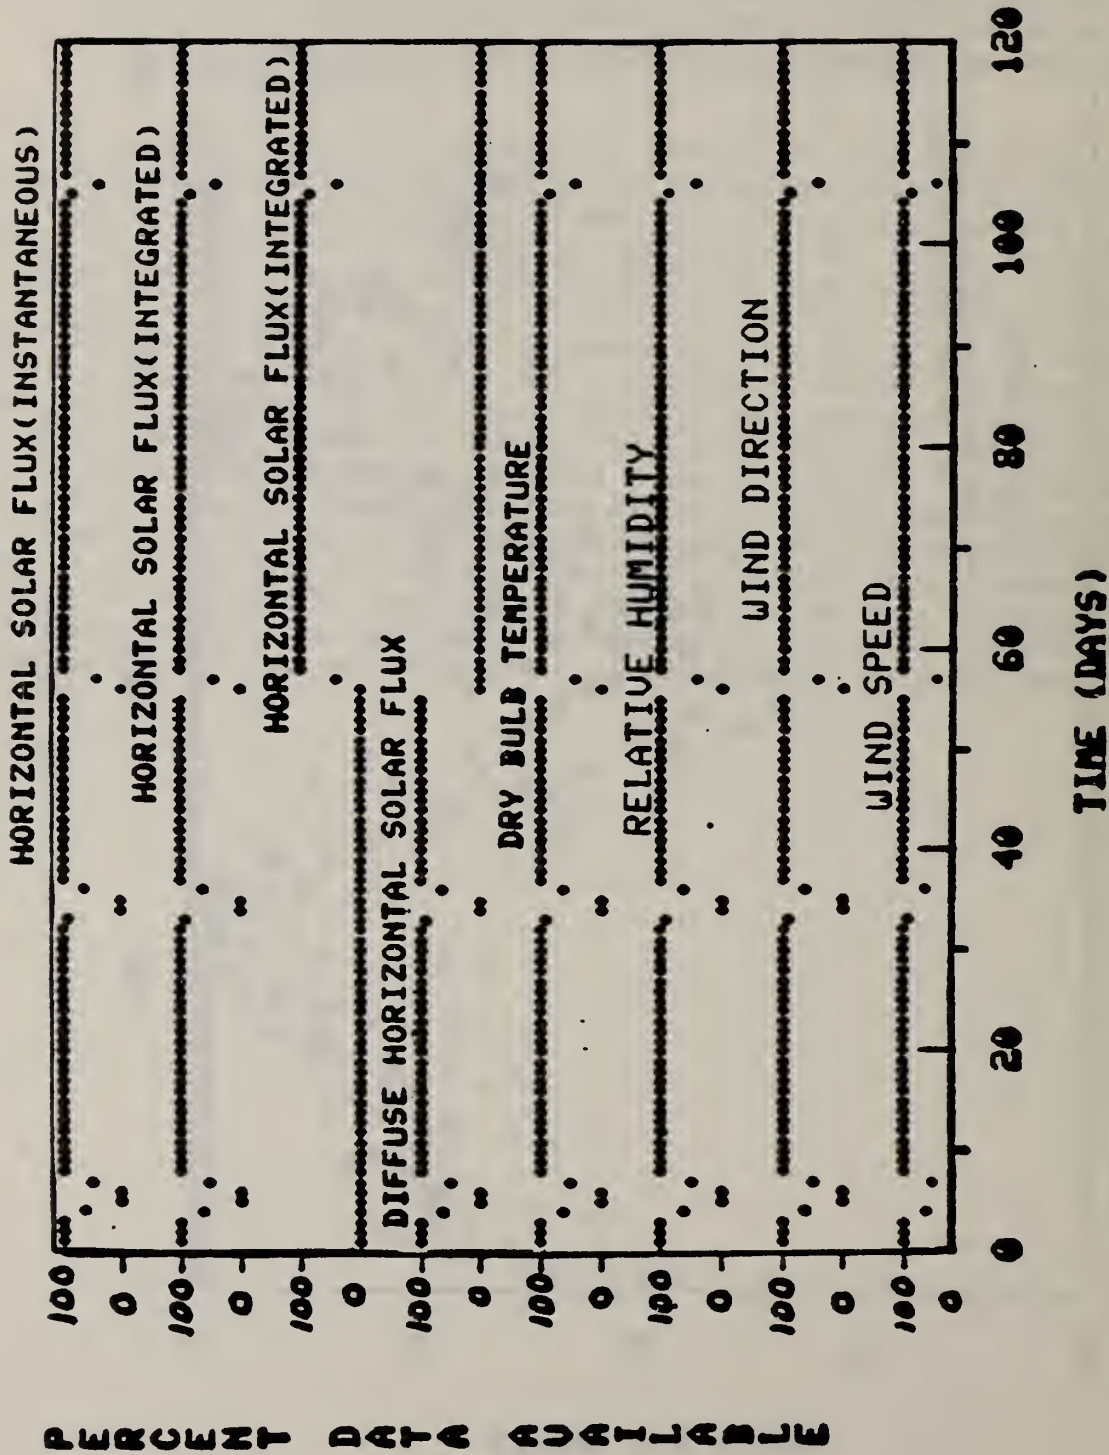 HORIZONTAL SOLAR FLUX(INSTANTANEOUS)
HORIZONTAL SOLAR FLUX(INTEGRATED)
HORIZONTAL SOLAR FLUX(INTEGRATED)
DIFFUSE HORIZONTAL SOLAR FLUX
DRY BULB TEMPERATURE
RELATIVE HUMIDITY
WIND DIRECTION
WIND SPEED
PERCENT DATA AVAILABLE
100
0
100
0
100
0
100
0
100
0
100
0
100
0
100
0
0 20 40 60 80 100 120
TIME (DAYS)